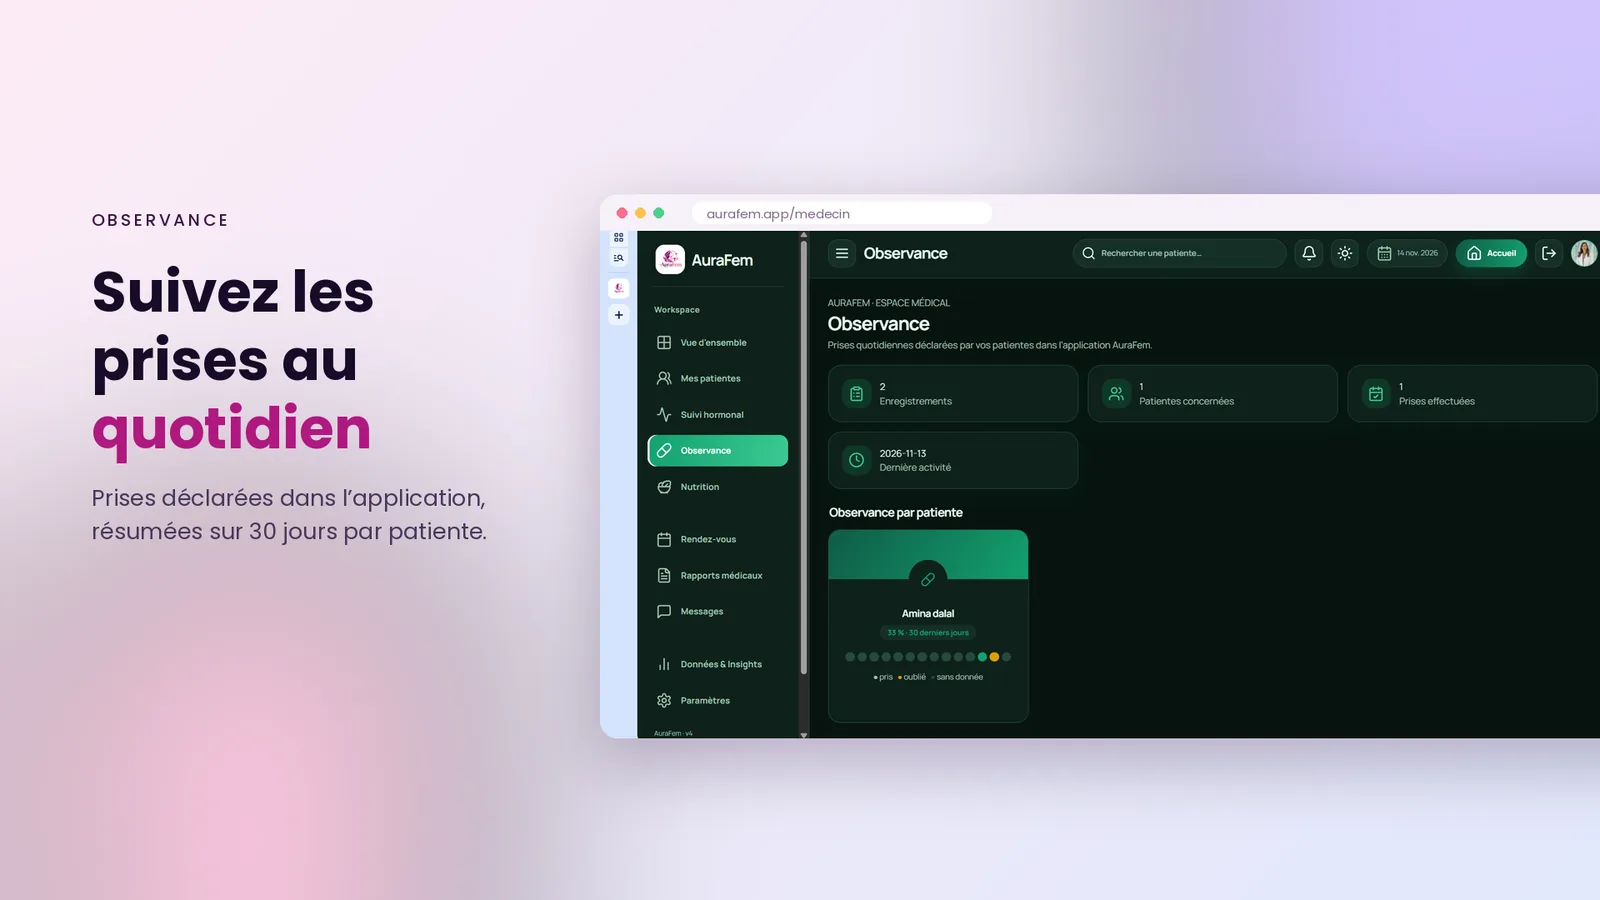 OBSERVANCE
Suivez les
prises au
quotidien
Prises déclarées dans l’application,
résumées sur 30 jours par patiente.
aurafem.app/medecin
AuraFem
Workspace
Vue d'ensemble
Mes patientes
Suivi hormonal
Observance
Nutrition
Rendez-vous
Rapports médicaux
Messages
Données & Insights
Paramètres
AuraFem · v4
Observance
Rechercher une patiente...
14 nov. 2026
Accueil
AURAFEM · ESPACE MÉDICAL
Observance
Prises quotidiennes déclarées par vos patientes dans l'application AuraFem.
2
Enregistrements
1
Patientes concernées
1
Prises effectuées
2026-11-13
Dernière activité
Observance par patiente
Amina dalal
33 % · 30 derniers jours
pris oublié sans donnée